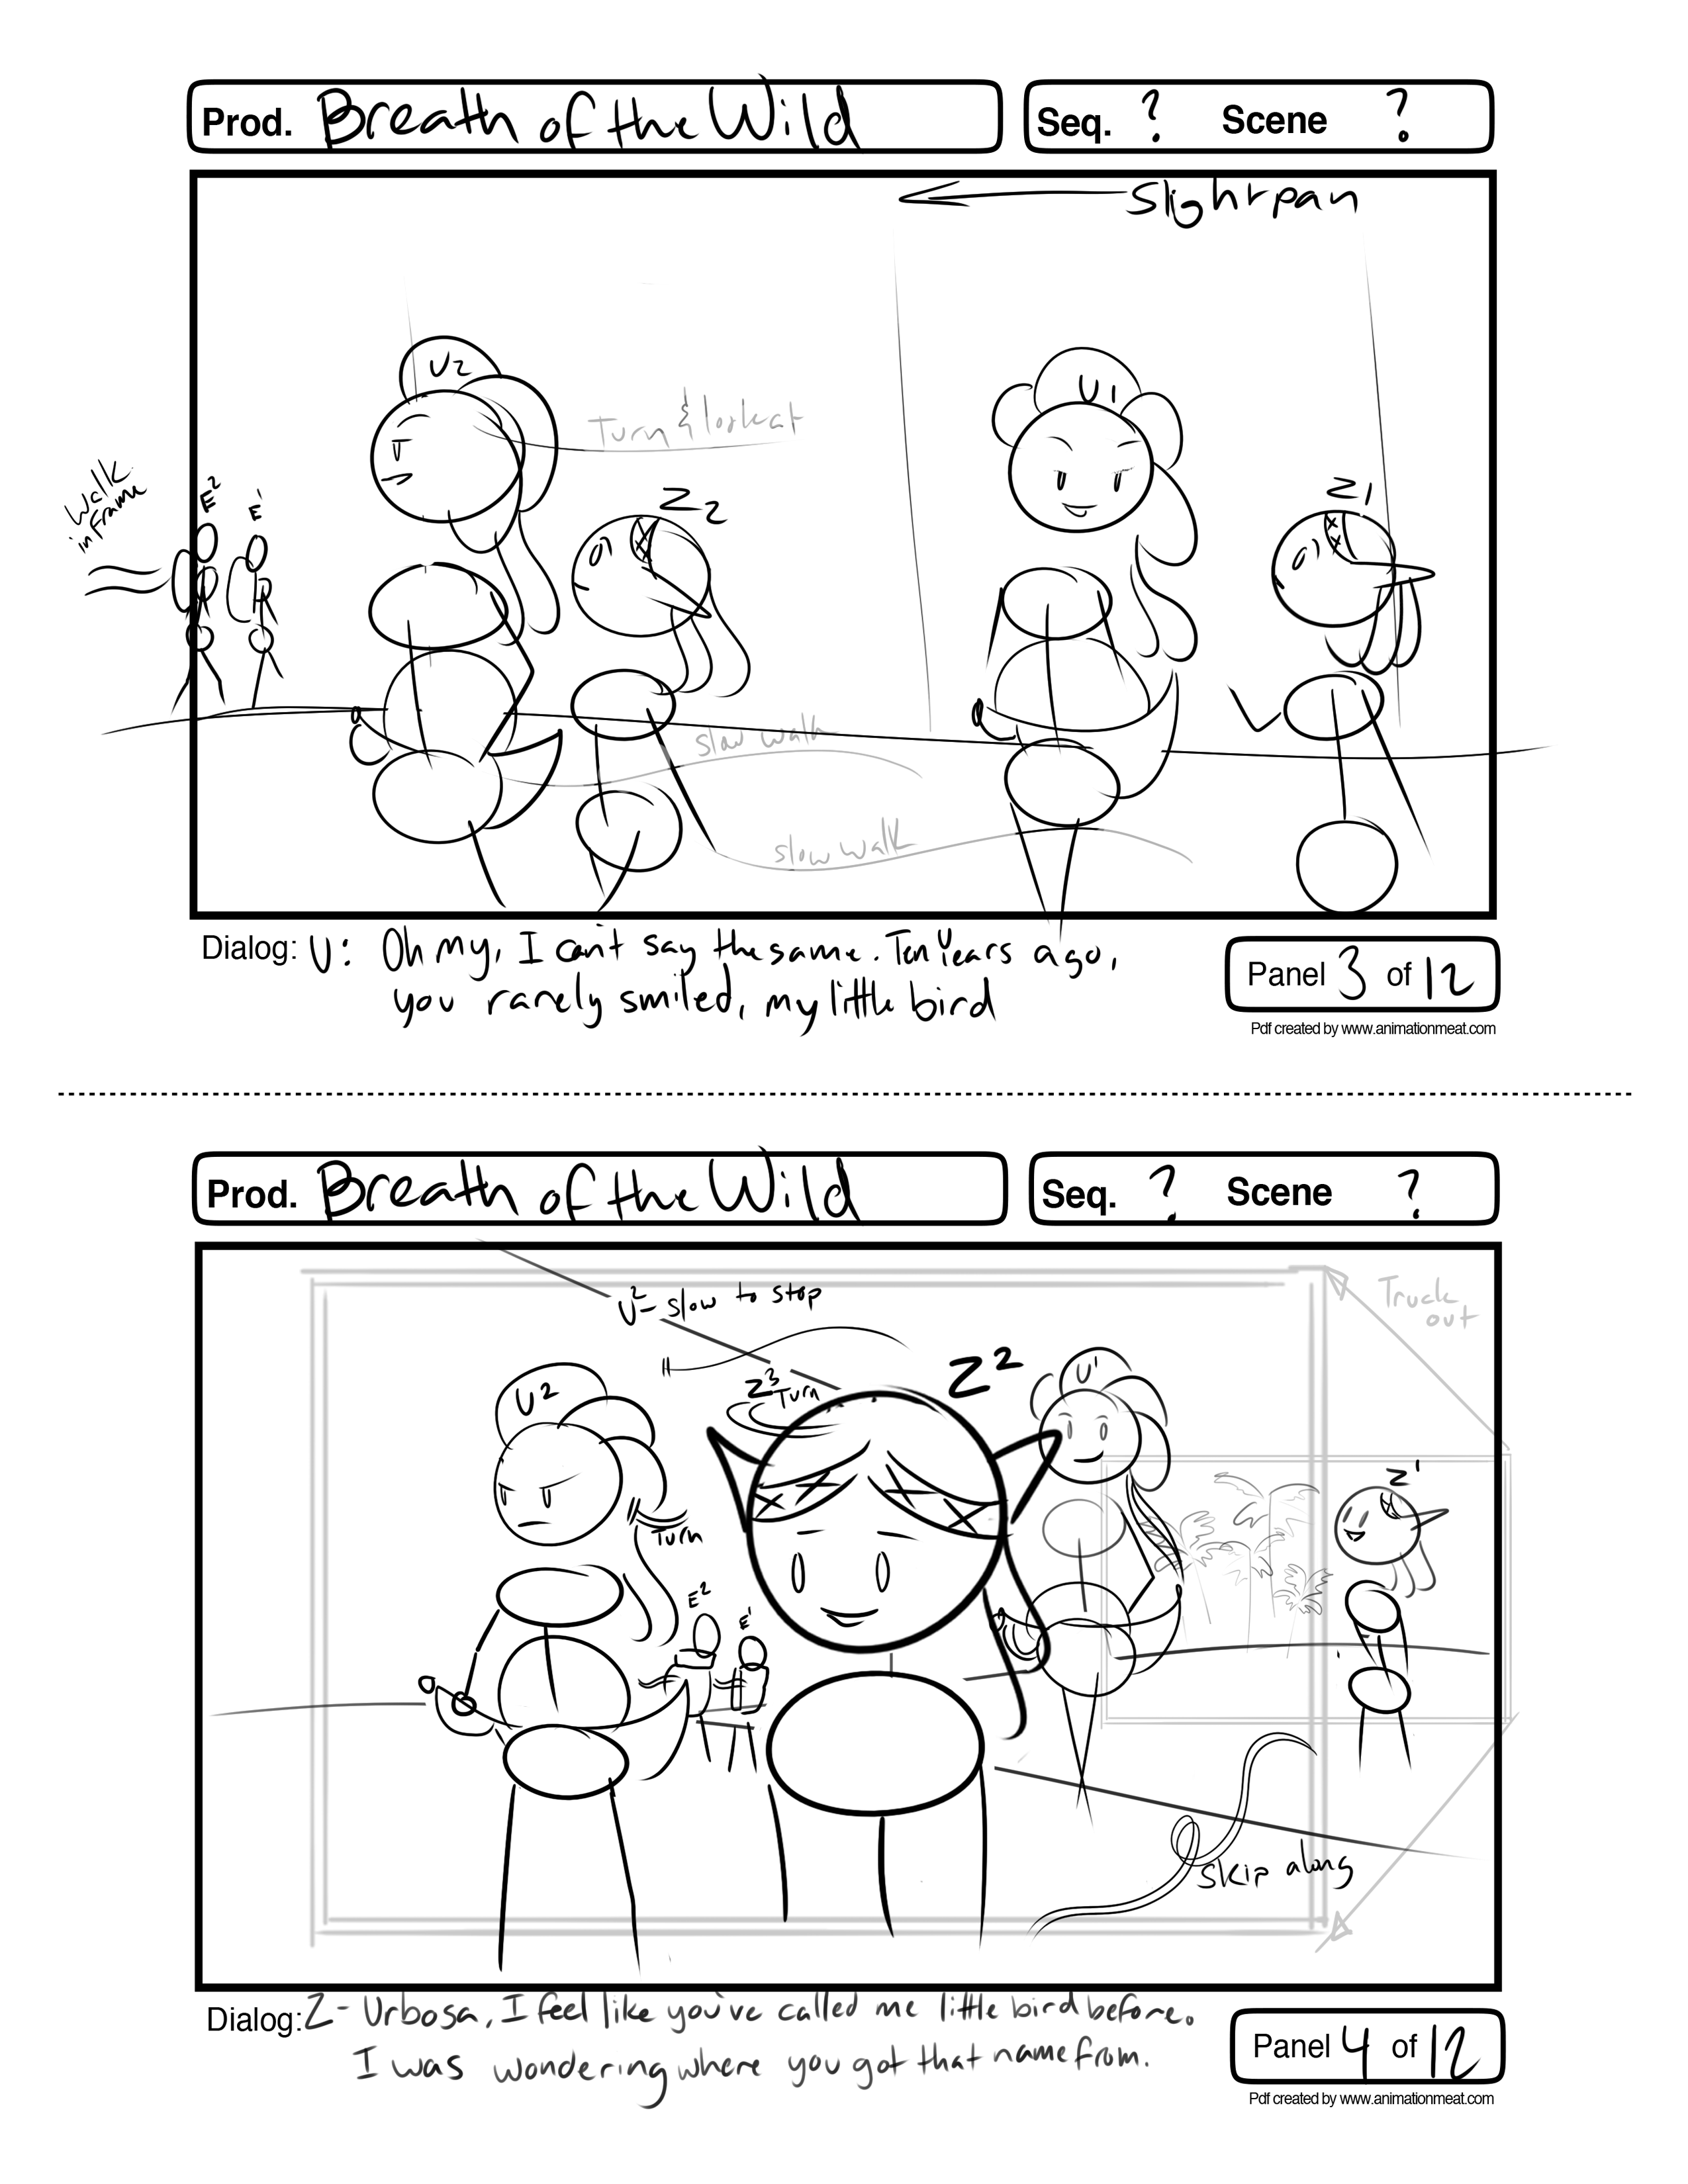 Prod. Breath of the Wild
Seq. ? Scene ?
Slight pan
U2
U1
Turn & look at
Walk
in Frame
E2
E1
Z2
Z1
slow walk
slow walk
Dialog: U: Oh my, I can't say the same. Ten Years ago,
you rarely smiled, my little bird
Panel 3 of 12
Pdf created by www.animationmeat.com
Prod. Breath of the Wild
Seq. ? Scene ?
Truck
out
U2- slow to stop
Z2
U1
Z3 Turn
U2
Z1
Turn
E2
E1
Skip along
Dialog: Z- Urbosa, I feel like you've called me little bird before.
I was wondering where you got that name from.
Panel 4 of 12
Pdf created by www.animationmeat.com